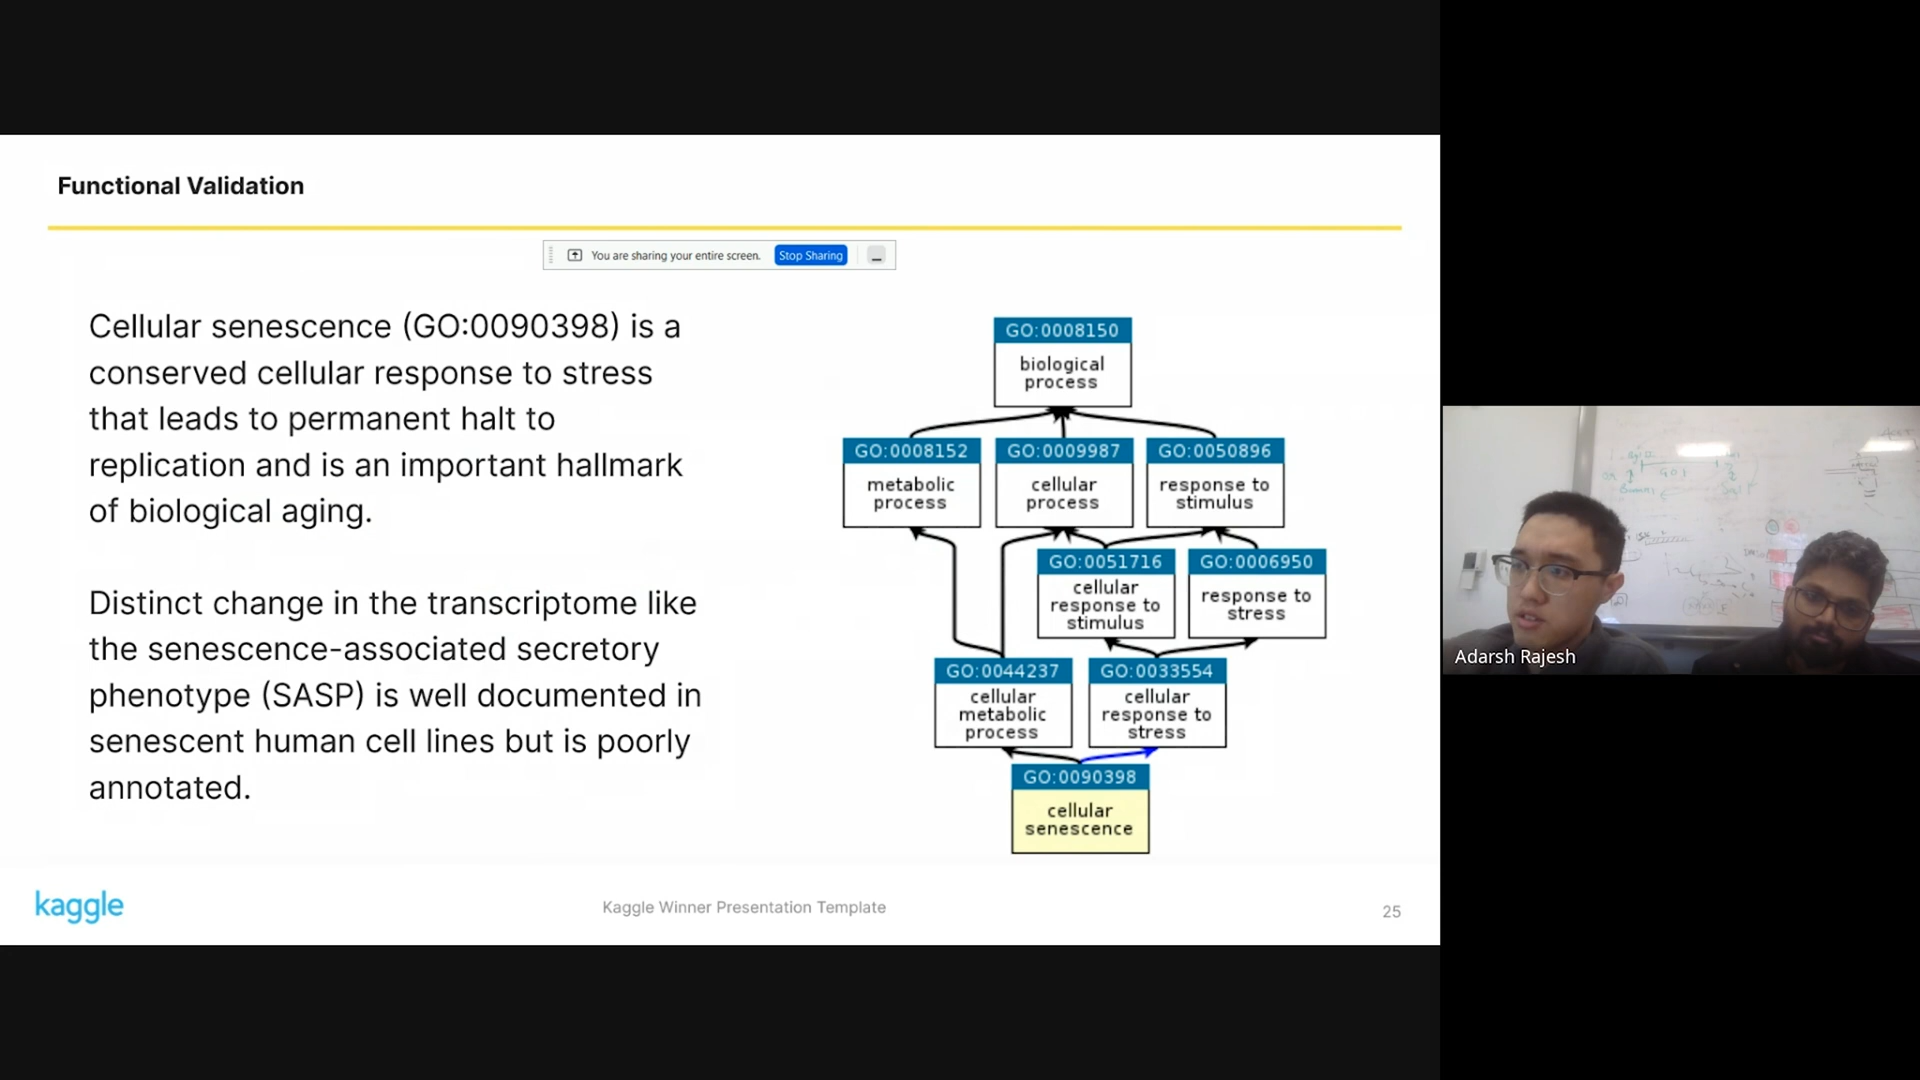 Functional Validation
You are sharing your entire screen.
Stop Sharing
Cellular senescence (GO:0090398) is a
conserved cellular response to stress
that leads to permanent halt to
replication and is an important hallmark
of biological aging.
Distinct change in the transcriptome like
the senescence-associated secretory
phenotype (SASP) is well documented in
senescent human cell lines but is poorly
annotated.
GO:0008150
biological
process
GO:0008152
metabolic
process
GO:0009987
cellular
process
GO:0050896
response to
stimulus
GO:0051716
cellular
response to
stimulus
GO:0006950
response to
stress
GO:0044237
cellular
metabolic
process
GO:0033554
cellular
response to
stress
GO:0090398
cellular
senescence
kaggle
Kaggle Winner Presentation Template
25
Adarsh Rajesh